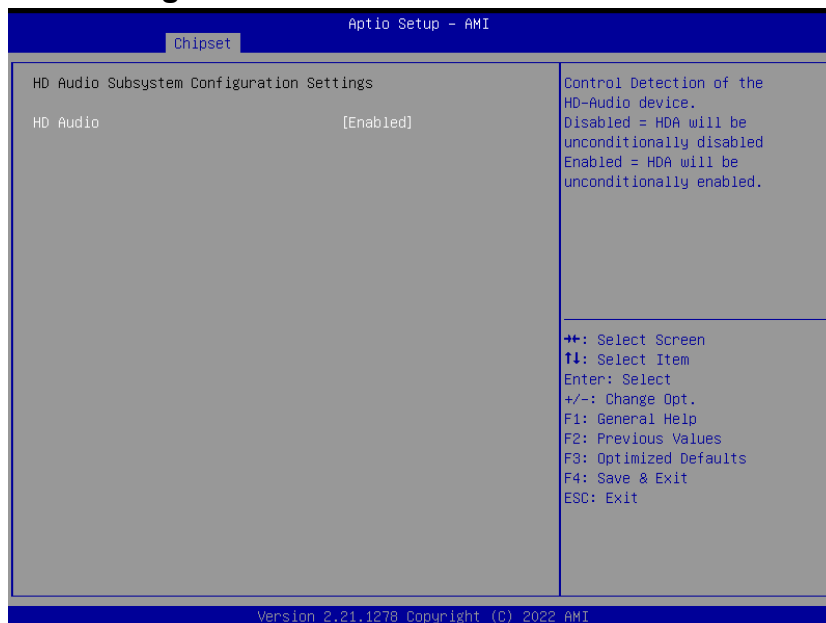 Aptio Setup – AMI
Chipset
HD Audio Subsystem Configuration Settings
HD Audio [Enabled]
Control Detection of the
HD-Audio device.
Disabled = HDA will be
unconditionally disabled
Enabled = HDA will be
unconditionally enabled.
→←: Select Screen
↑↓: Select Item
Enter: Select
+/-: Change Opt.
F1: General Help
F2: Previous Values
F3: Optimized Defaults
F4: Save & Exit
ESC: Exit
Version 2.21.1278 Copyright (C) 2022 AMI